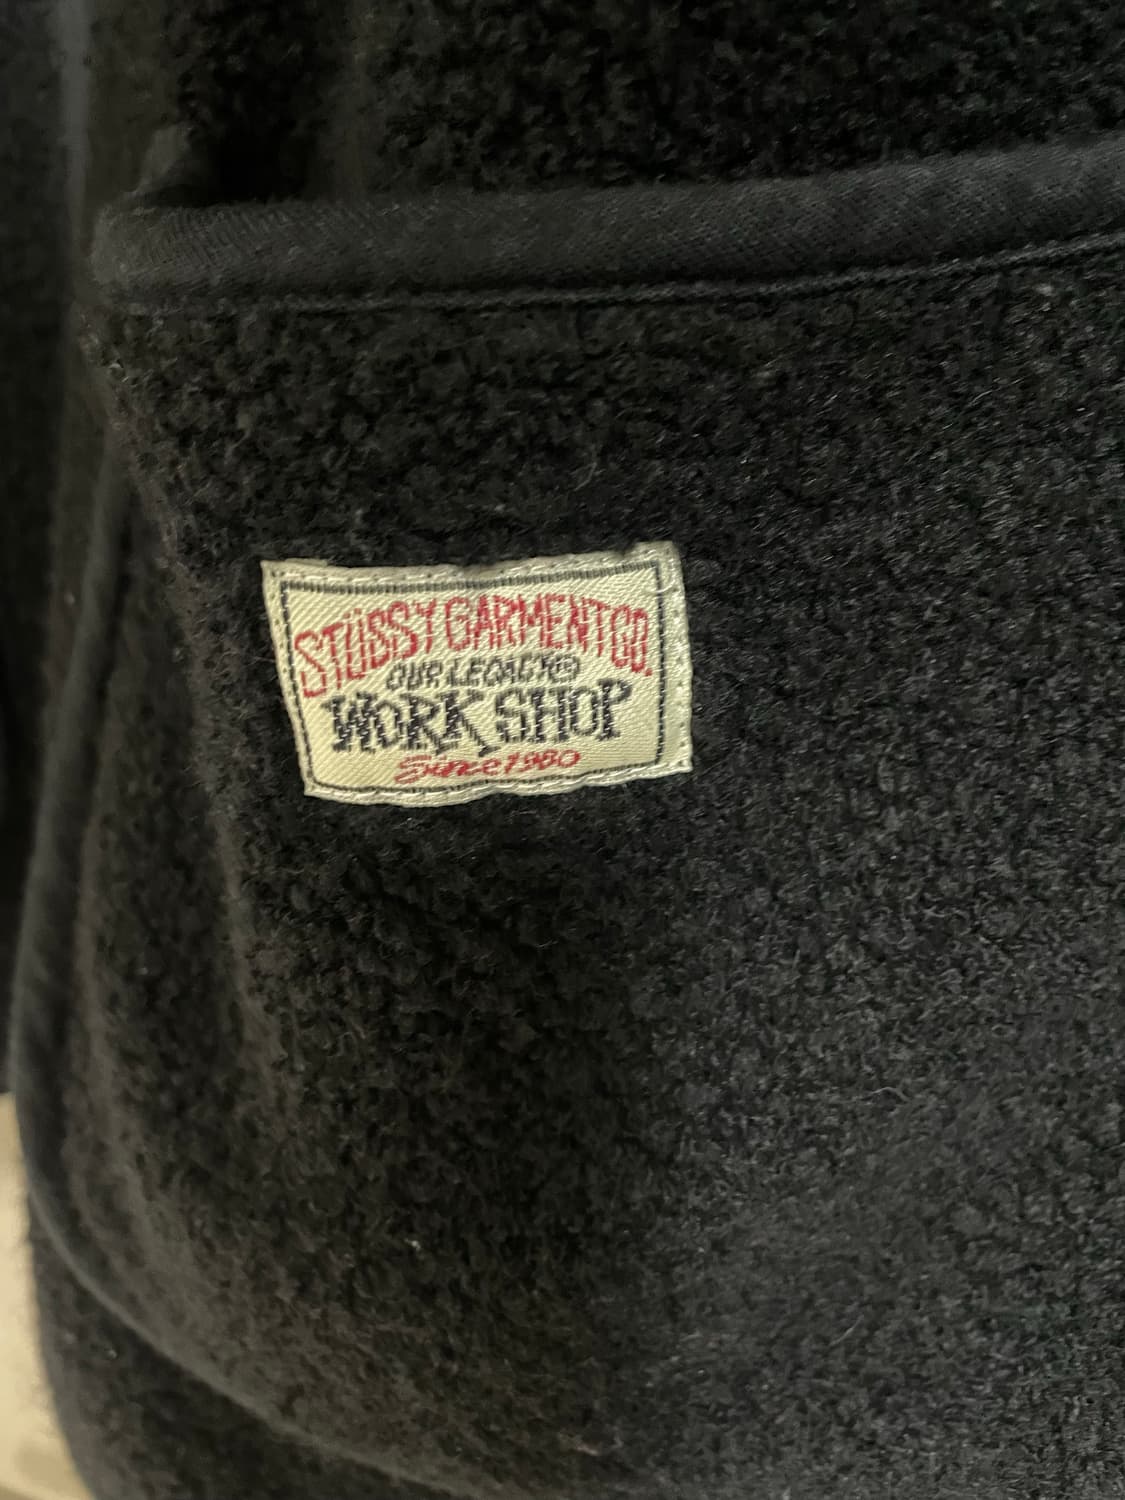 STÜSSY GARMENT CO.
OUR LEGACY®
WORK SHOP
Since 1980